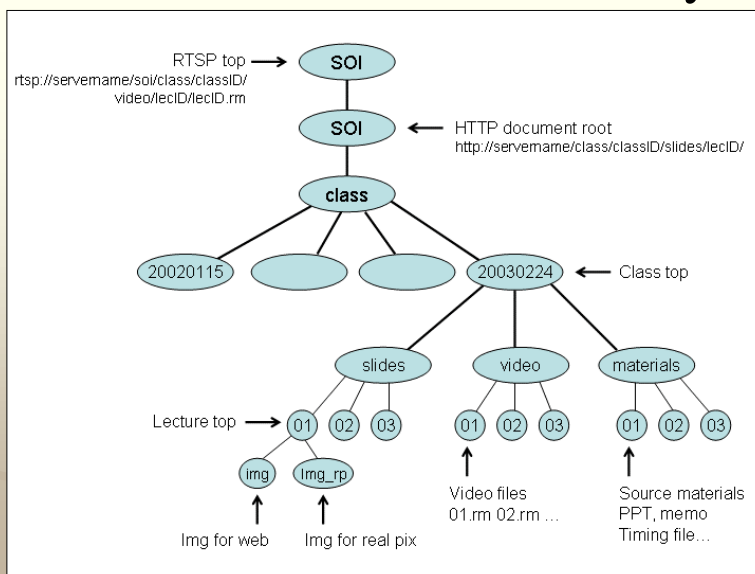 RTSP top
rtsp://servername/soi/class/classID/
video/lecID/lecID.rm
SOI
SOI
HTTP document root
http://servername/class/classID/slides/lecID/
class
20020115
20030224
Class top
slides
video
materials
Lecture top
01
02
03
01
02
03
01
02
03
img
Img_rp
Img for web
Img for real pix
Video files
01.rm 02.rm ...
Source materials
PPT, memo
Timing file...